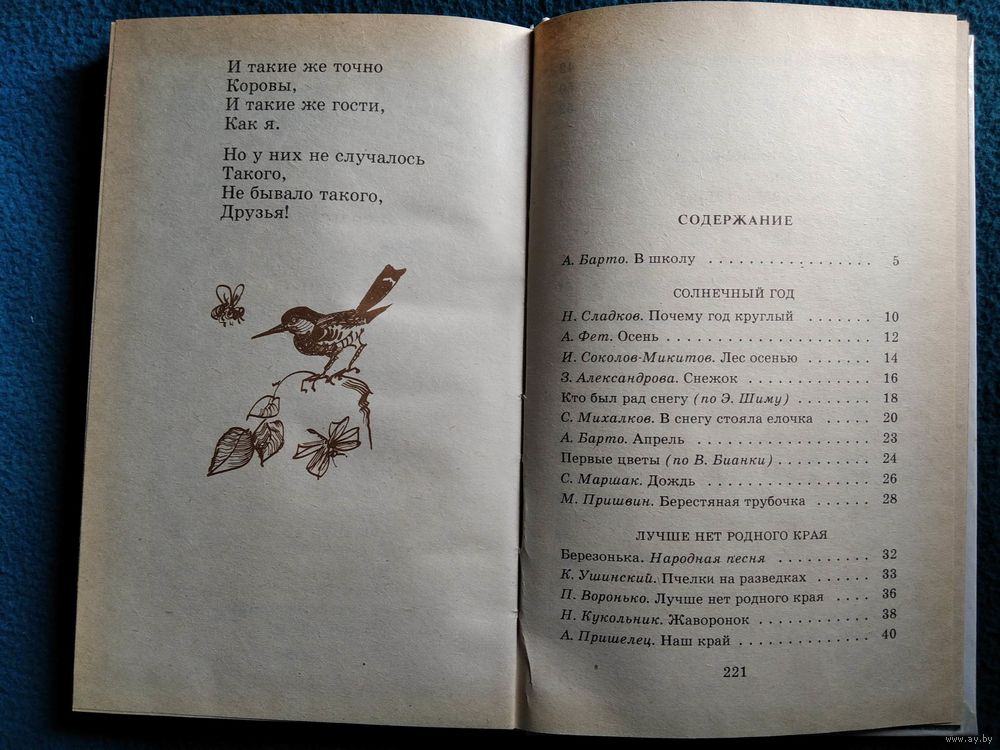 И такие же точно
Коровы,
И такие же гости,
Как я.
Но у них не случалось
Такого,
Не бывало такого,
Друзья!
СОДЕРЖАНИЕ
А. Барто. В школу . . . . . . . . . . . . . . . . . 5
СОЛНЕЧНЫЙ ГОД
Н. Сладков. Почему год круглый . . . . . . . 10
А. Фет. Осень . . . . . . . . . . . . . . . . . . . . 12
И. Соколов-Микитов. Лес осенью . . . . . . . 14
З. Александрова. Снежок . . . . . . . . . . . . . 16
Кто был рад снегу (по Э. Шиму) . . . . . . . . 18
С. Михалков. В снегу стояла елочка . . . . . . 20
А. Барто. Апрель . . . . . . . . . . . . . . . . . 23
Первые цветы (по В. Бианки) . . . . . . . . . . 24
С. Маршак. Дождь . . . . . . . . . . . . . . . . 26
М. Пришвин. Берестяная трубочка . . . . . . . 28
ЛУЧШЕ НЕТ РОДНОГО КРАЯ
Березонька. Народная песня . . . . . . . . . . 32
К. Ушинский. Пчелки на разведках . . . . . . 33
П. Воронько. Лучше нет родного края . . . . 36
Н. Кукольник. Жаворонок . . . . . . . . . . . . 38
А. Пришелец. Наш край . . . . . . . . . . . . . 40
221
www.ay.by